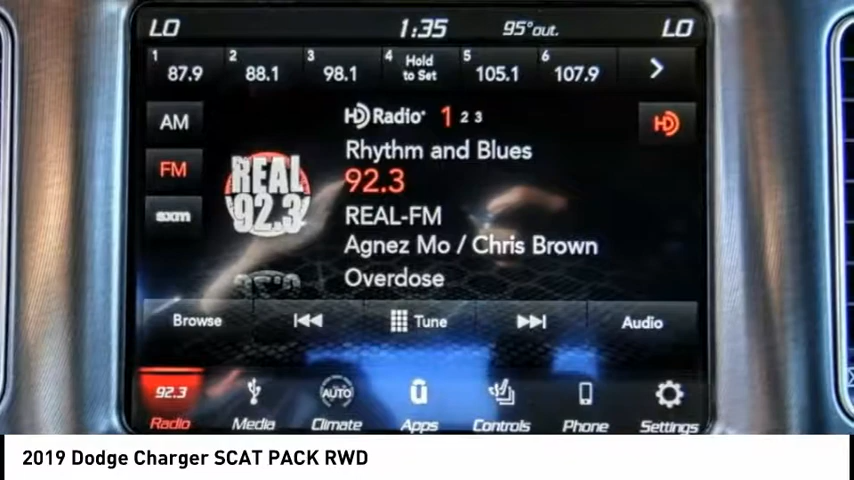 LO 1:35 95°out. LO
1 87.9 2 88.1 3 98.1 4 Hold to Set 5 105.1 6 107.9
AM
HD Radio 1 2 3
HD
Rhythm and Blues
FM
REAL 92.3
92.3
sxm
REAL-FM
Agnez Mo / Chris Brown
Overdose
Browse Tune Audio
92.3 AUTO ū
Radio Media Climate Apps Controls Phone Settings
2019 Dodge Charger SCAT PACK RWD